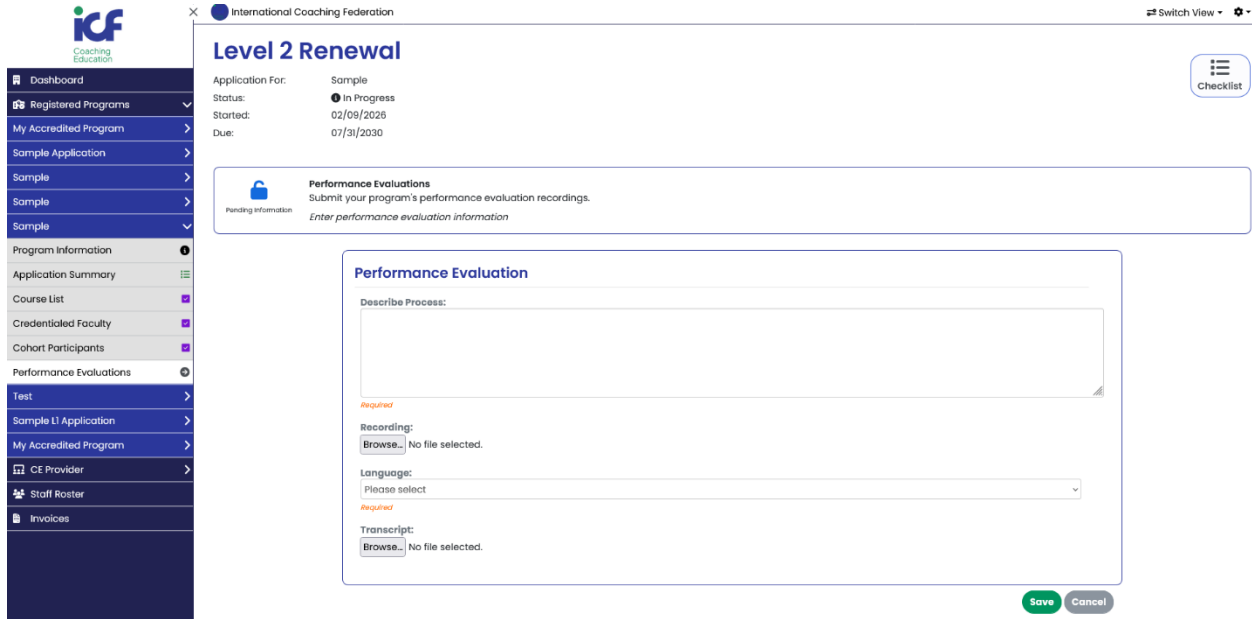 icf
Coaching
Education
Dashboard
Registered Programs
My Accredited Program
Sample Application
Sample
Sample
Sample
Program Information
Application Summary
Course List
Credentialed Faculty
Cohort Participants
Performance Evaluations
Test
Sample L1 Application
My Accredited Program
CE Provider
Staff Roster
Invoices
International Coaching Federation
Switch View
Level 2 Renewal
Checklist
Application For: Sample
Status: In Progress
Started: 02/09/2026
Due: 07/31/2030
Pending Information
Performance Evaluations
Submit your program's performance evaluation recordings.
Enter performance evaluation information
Performance Evaluation
Describe Process:
Required
Recording:
Browse... No file selected.
Language:
Please select
Required
Transcript:
Browse... No file selected.
Save Cancel